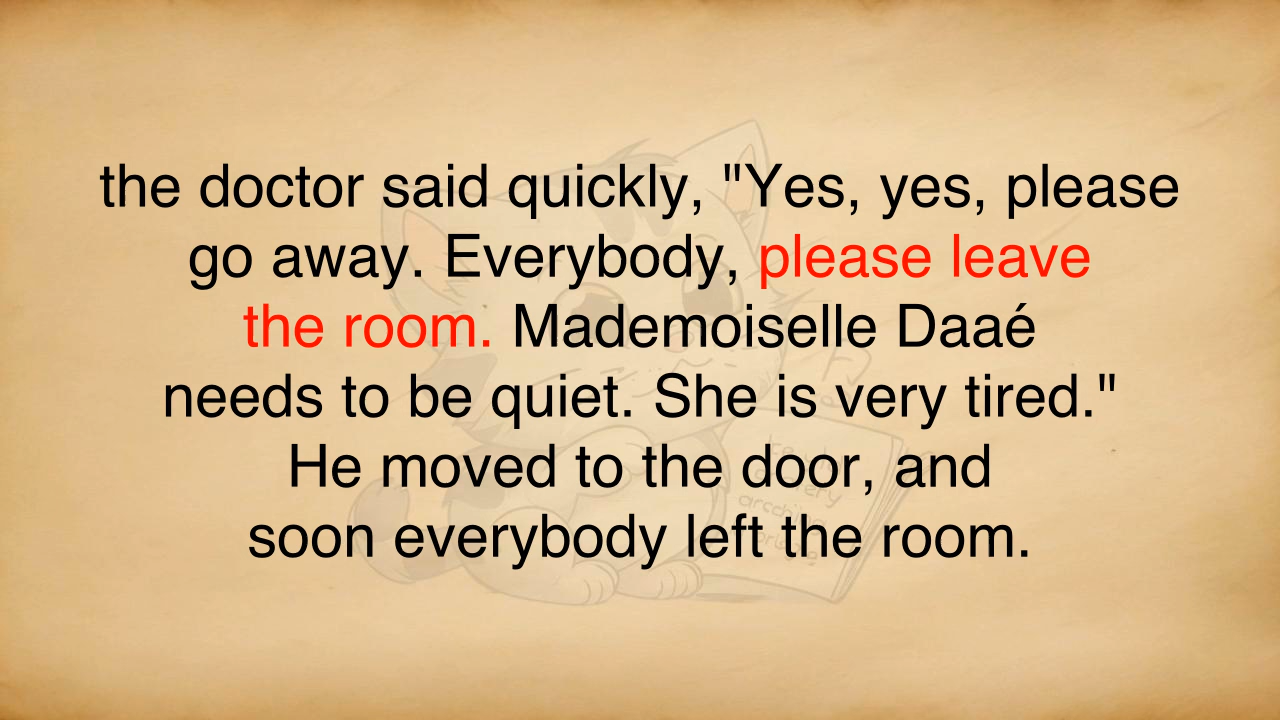 the doctor said quickly, "Yes, yes, please
go away. Everybody, please leave
the room. Mademoiselle Daaé
needs to be quiet. She is very tired."
He moved to the door, and
soon everybody left the room.